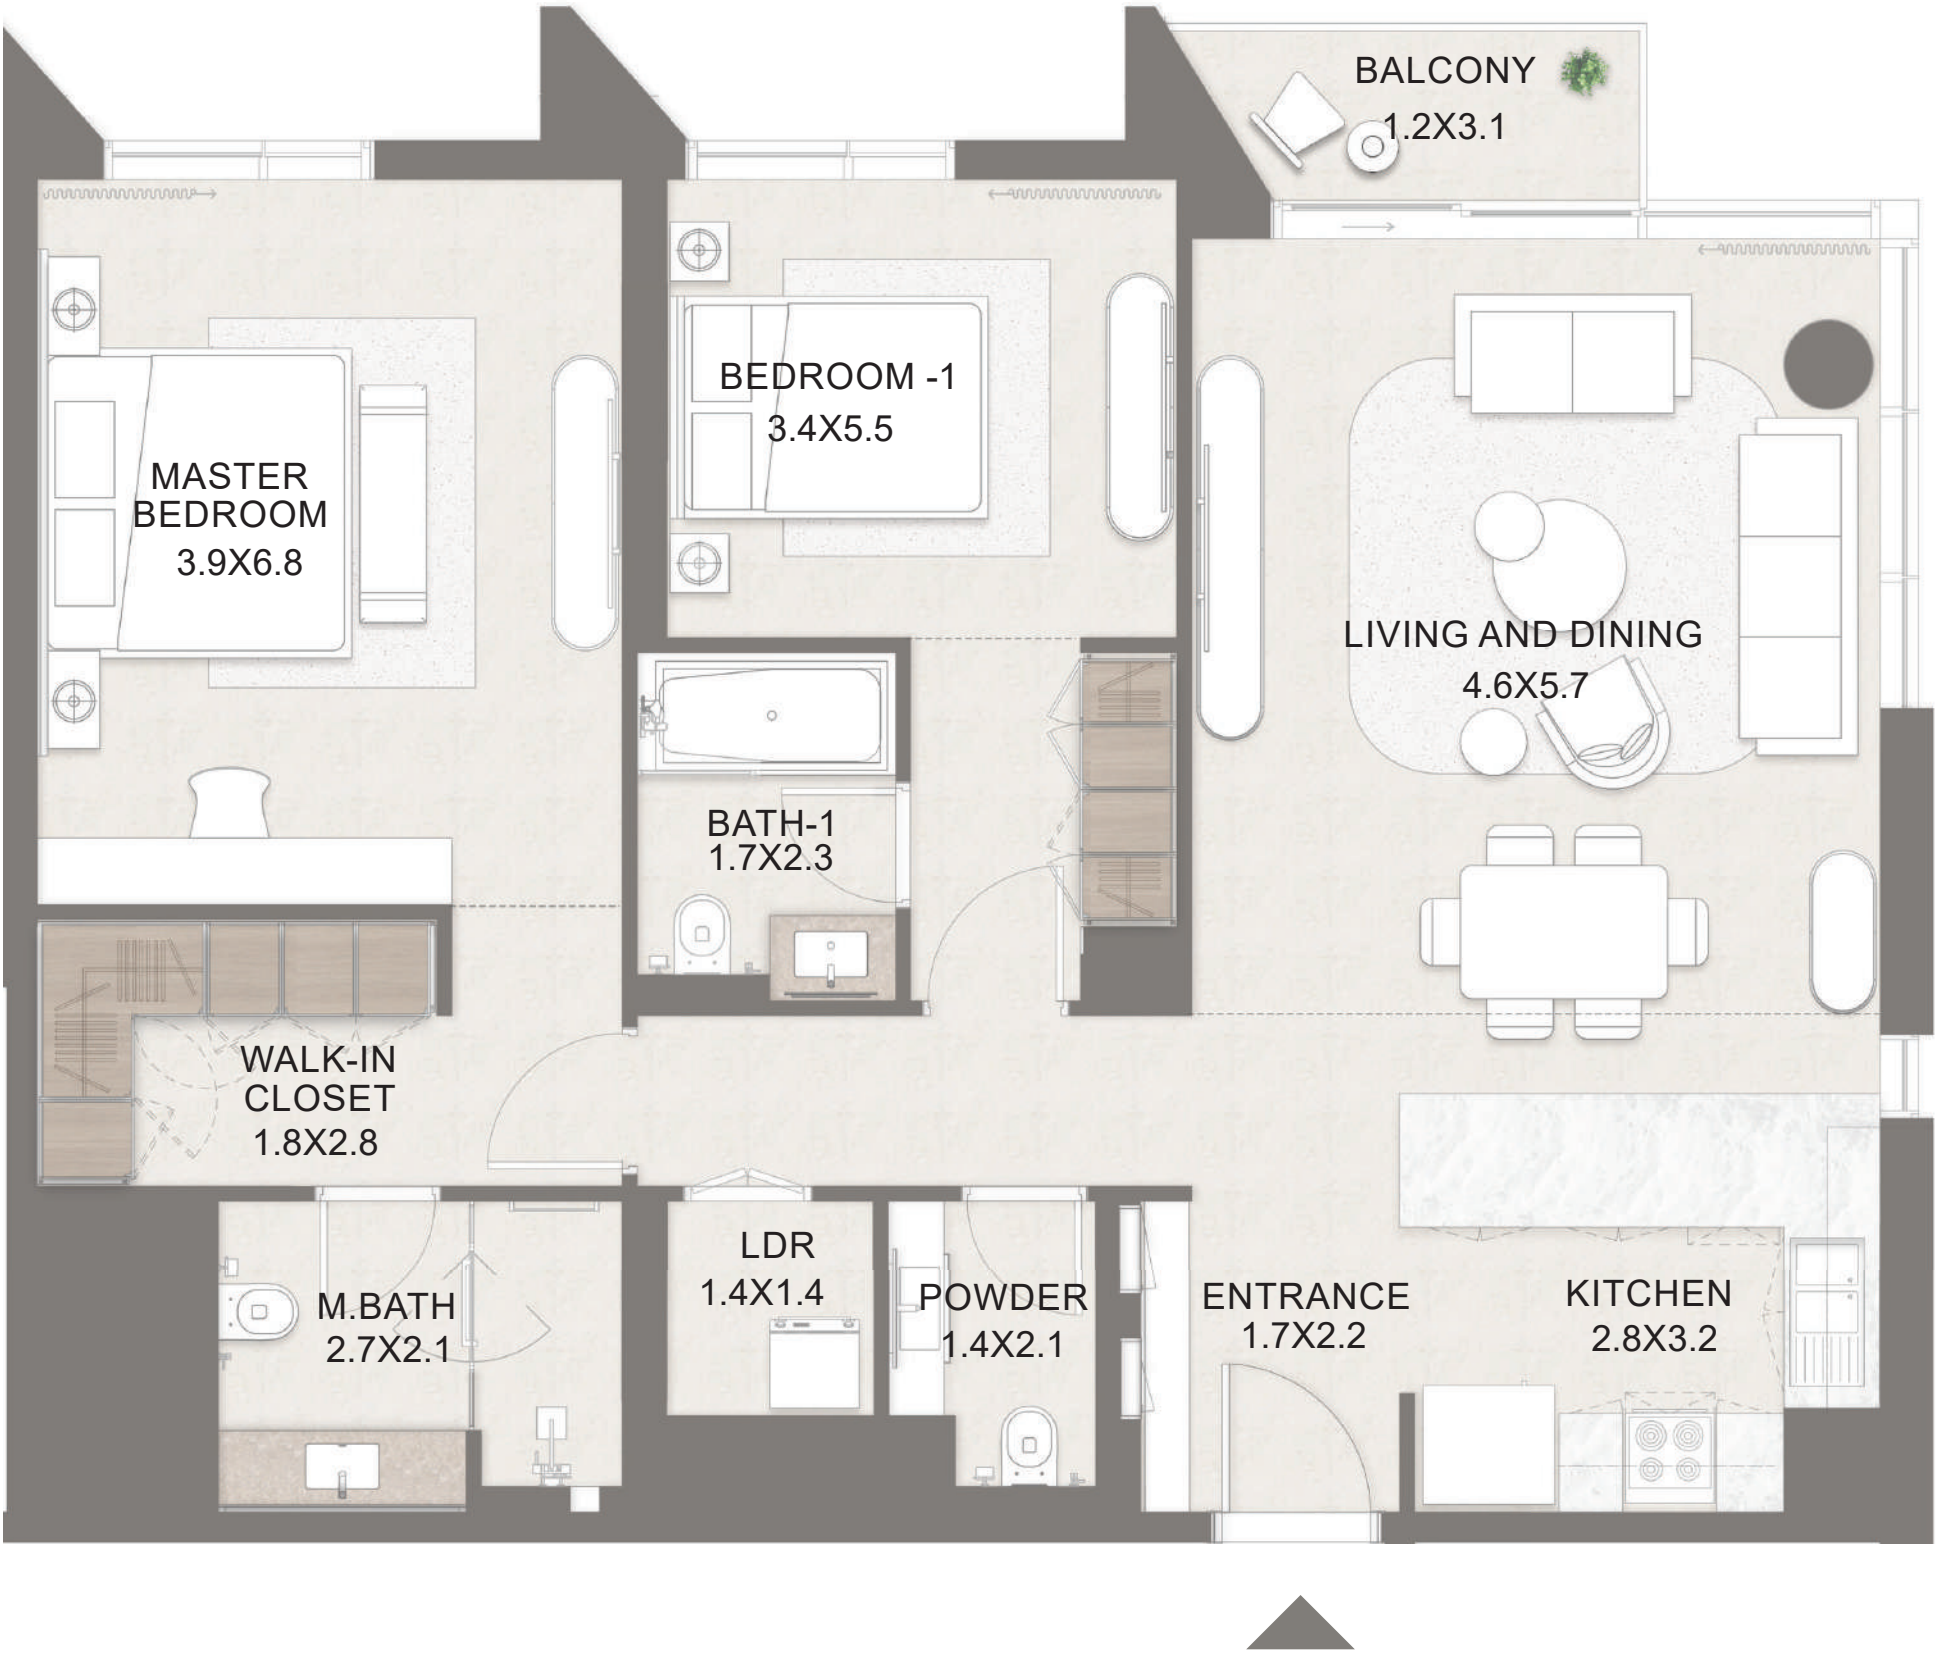 BALCONY
1.2X3.1
BEDROOM -1
3.4X5.5
MASTER
BEDROOM
3.9X6.8
LIVING AND DINING
4.6X5.7
BATH-1
1.7X2.3
WALK-IN
CLOSET
1.8X2.8
LDR
1.4X1.4
M.BATH
2.7X2.1
POWDER
1.4X2.1
ENTRANCE
1.7X2.2
KITCHEN
2.8X3.2